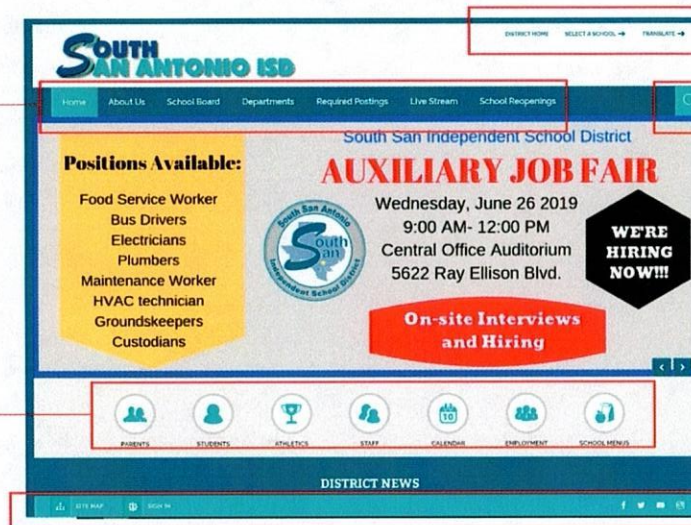 DISTRICT HOME SELECT A SCHOOL → TRANSLATE →
SOUTH
SAN ANTONIO ISD
Home About Us School Board Departments Required Postings Live Stream School Reopenings
South San Independent School District
AUXILIARY JOB FAIR
Wednesday, June 26 2019
9:00 AM- 12:00 PM
Central Office Auditorium
5622 Ray Ellison Blvd.
On-site Interviews
and Hiring
Positions Available:
Food Service Worker
Bus Drivers
Electricians
Plumbers
Maintenance Worker
HVAC technician
Groundskeepers
Custodians
South San Antonio
Independent School District
South
San
WE'RE
HIRING
NOW!!!
PARENTS STUDENTS ATHLETICS STAFF CALENDAR EMPLOYMENT SCHOOL MENUS
10
DISTRICT NEWS
SITE MAP SIGN IN